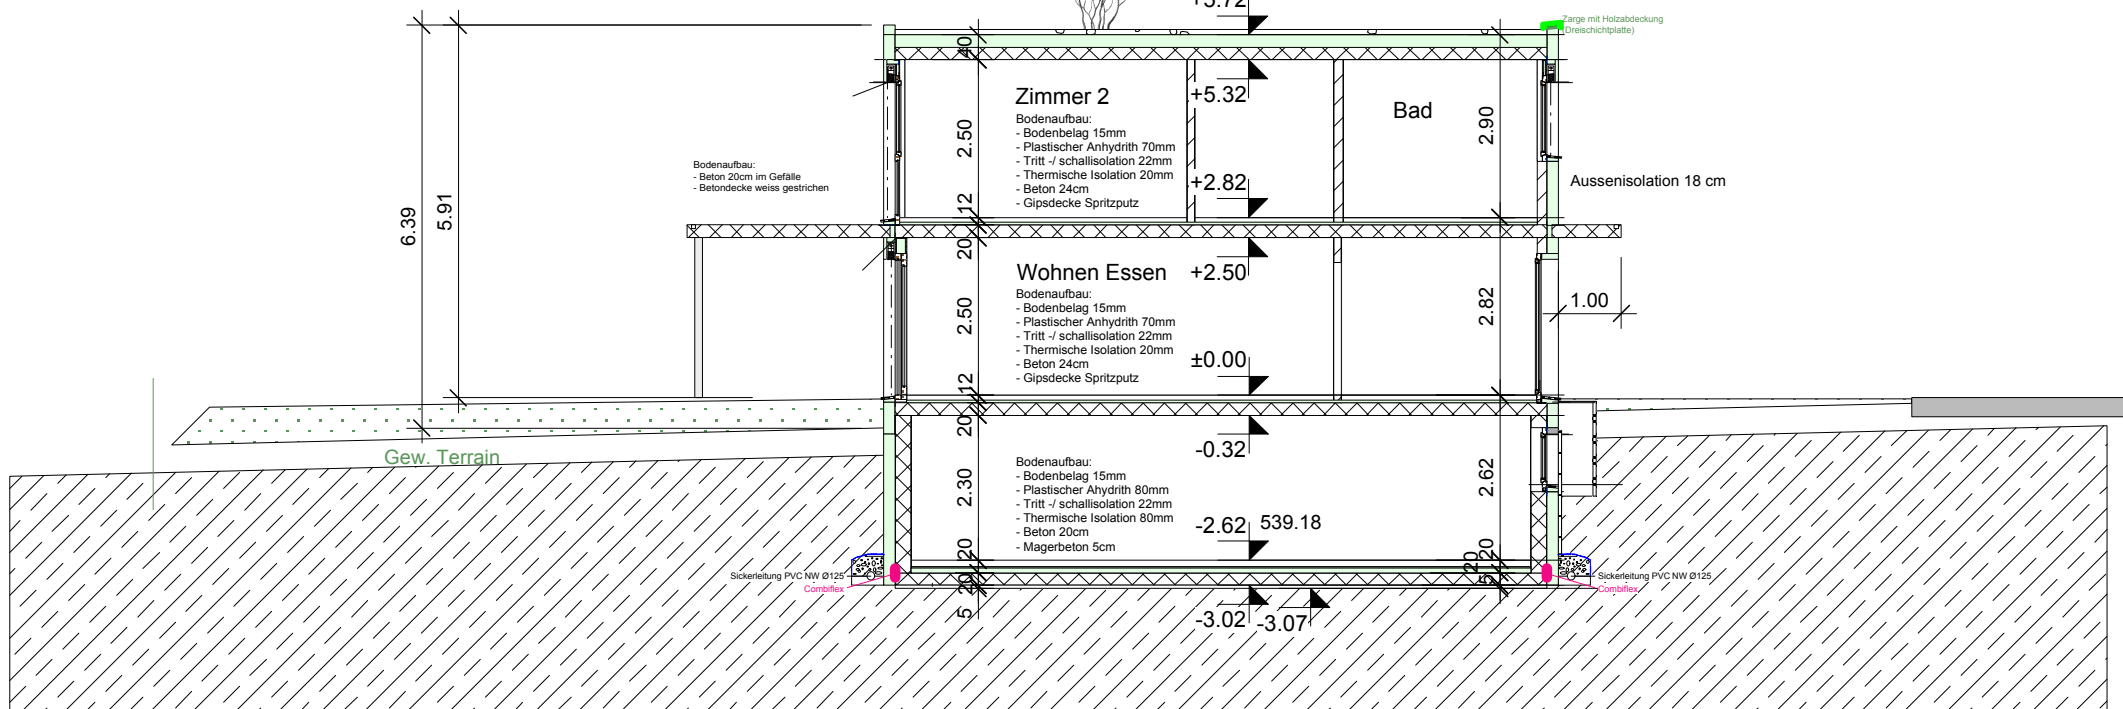 +5.72
Zarge mit Holzabdeckung
(Dreischichtplatte)
40
Zimmer 2
+5.32
Bad
Bodenaufbau:
- Bodenbelag 15mm
- Plastischer Anhydrith 70mm
- Tritt -/ schallisolation 22mm
- Thermische Isolation 20mm
- Beton 24cm
- Gipsdecke Spritzputz
2.50
2.90
Bodenaufbau:
- Beton 20cm im Gefälle
- Betondecke weiss gestrichen
+2.82
Aussenisolation 18 cm
6.39
5.91
12
20
Wohnen Essen
+2.50
Bodenaufbau:
- Bodenbelag 15mm
- Plastischer Anhydrith 70mm
- Tritt -/ schallisolation 22mm
- Thermische Isolation 20mm
- Beton 24cm
- Gipsdecke Spritzputz
2.50
2.82
1.00
±0.00
12
20
-0.32
Gew. Terrain
Bodenaufbau:
- Bodenbelag 15mm
- Plastischer Ahydrith 80mm
- Tritt -/ schallisolation 22mm
- Thermische Isolation 80mm
- Beton 20cm
- Magerbeton 5cm
2.30
2.62
-2.62 539.18
20
20
5
20
20
5
Sickerleitung PVC NW Ø125
Combiflex
Sickerleitung PVC NW Ø125
Combiflex
-3.02
-3.07